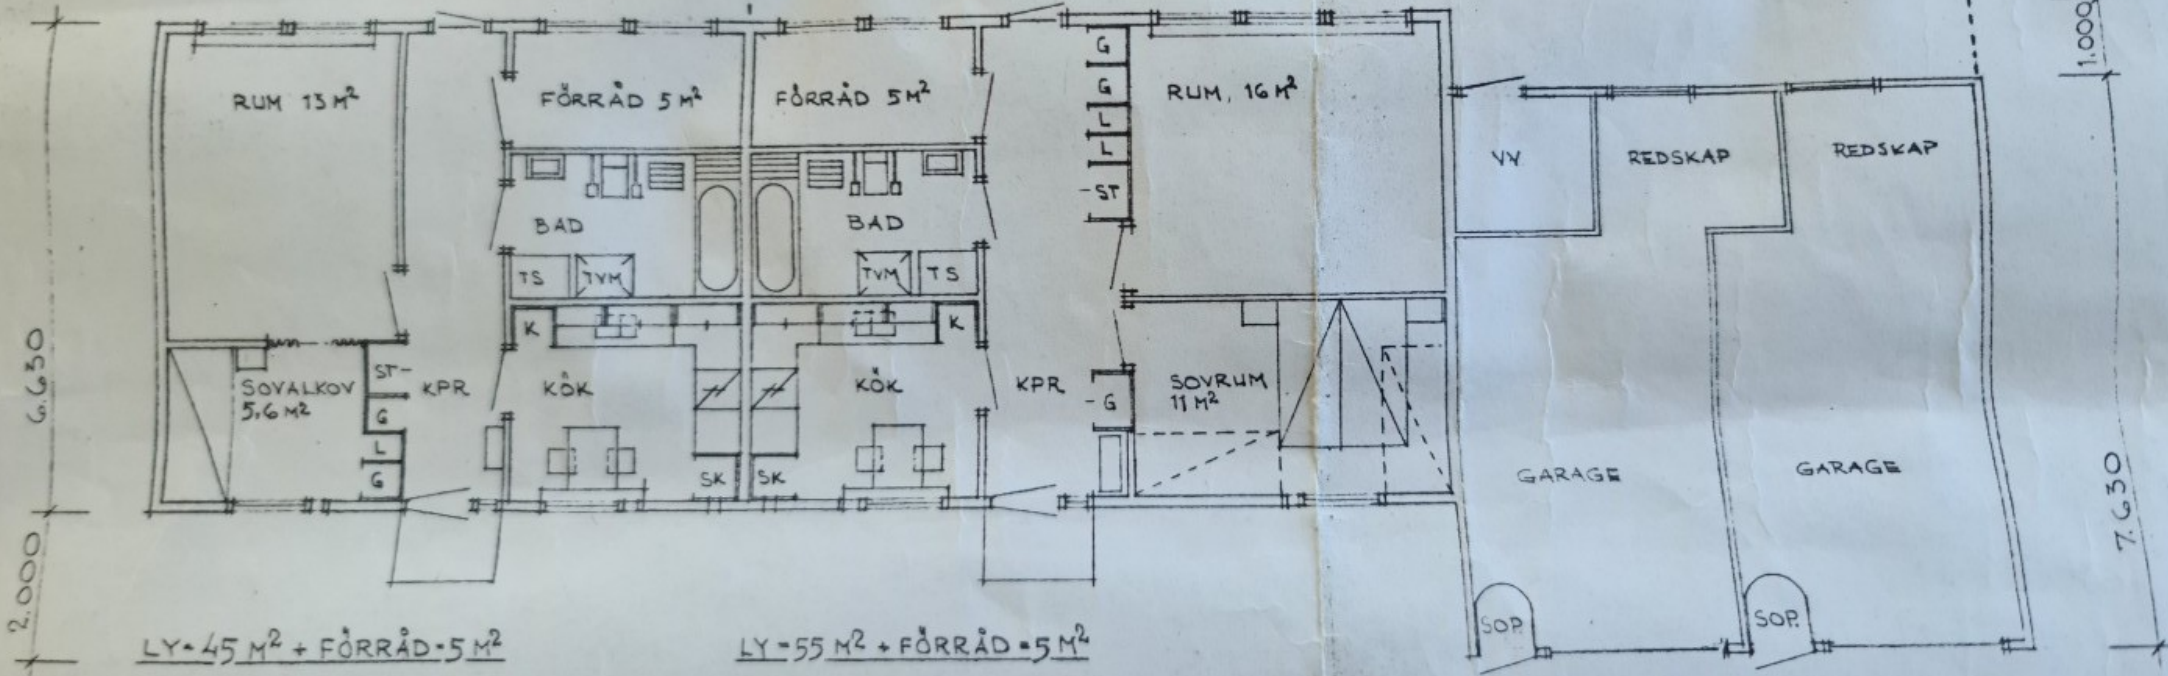 1.000
G
G
L
L
-ST
RUM 13 M²
FÖRRÅD 5 M²
FÖRRÅD 5 M²
RUM, 16 M²
VV
REDSKAP
REDSKAP
BAD
BAD
TS
TVM
TVM
TS
K
K
6.630
SOVALKOV
5,6 M²
ST-
G
L
G
KPR
KÖK
KÖK
KPR
-G
SOVRUM
11 M²
SK
SK
GARAGE
GARAGE
7.630
2.000
SOP.
SOP.
LY=45 M² + FÖRRÅD=5 M²
LY=55 M² + FÖRRÅD=5 M²